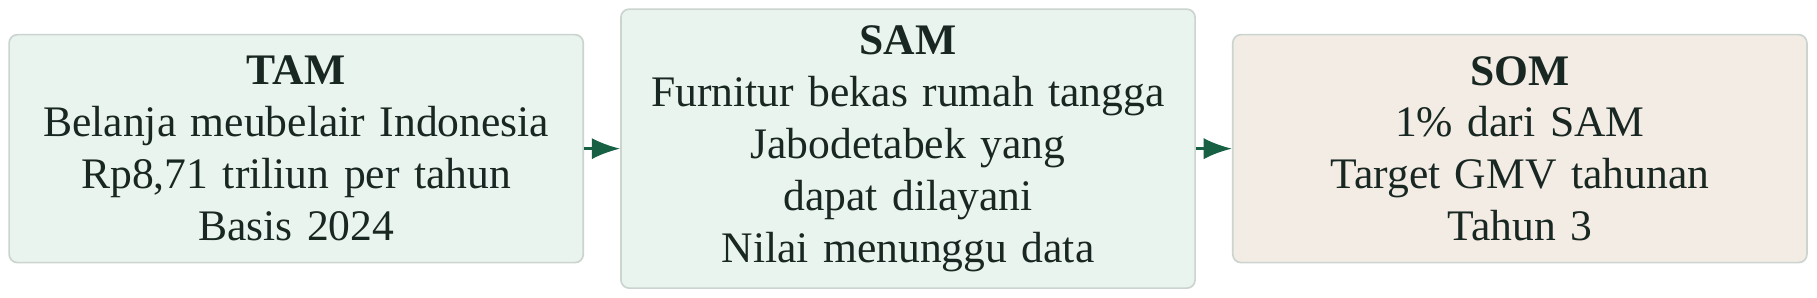 TAM
Belanja meubelair Indonesia
Rp8,71 triliun per tahun
Basis 2024
SAM
Furnitur bekas rumah tangga
Jabodetabek yang
dapat dilayani
Nilai menunggu data
SOM
1% dari SAM
Target GMV tahunan
Tahun 3